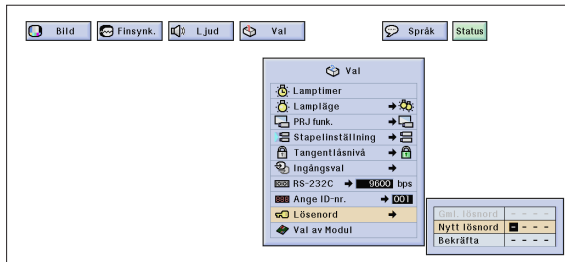 Bild Finsynk. Ljud Val Språk Status
Val
Lamptimer
Lampläge
PRJ funk.
Stapelinställning
Tangentlåsnivå
Ingångsval
RS-232C 9600 bps
Ange ID-nr. 001
Lösenord
Val av Modul
Gml. lösnord - - - -
Nytt lösnord - - - -
Bekräfta - - - -